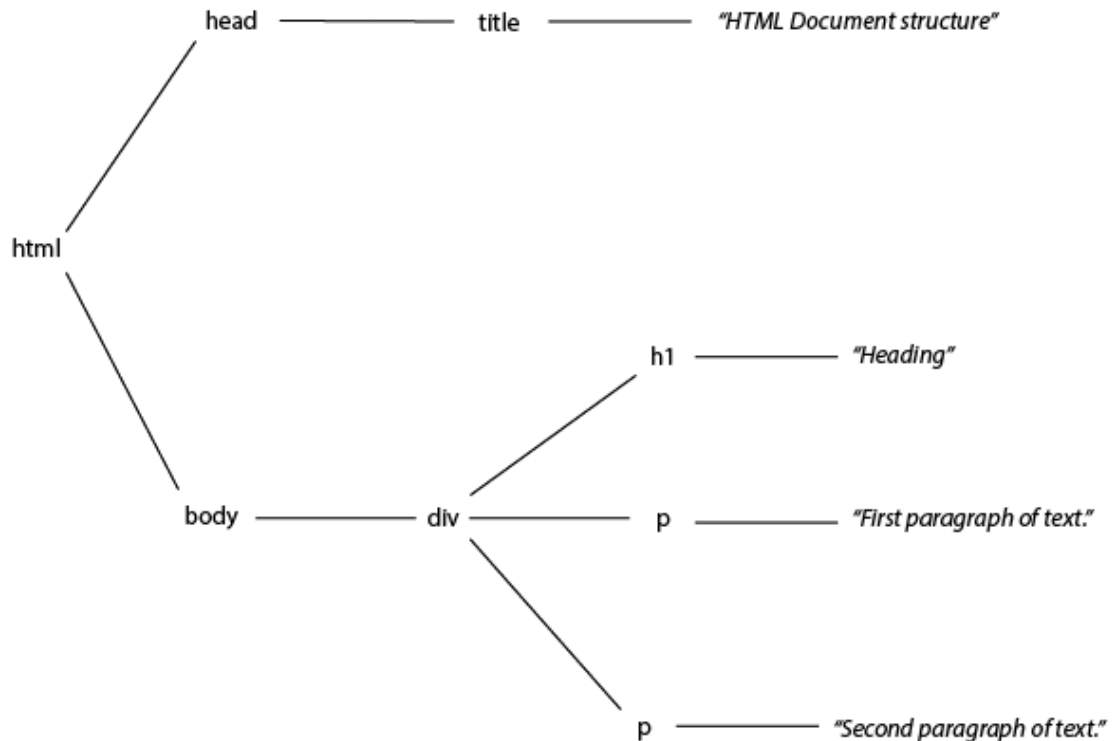 head title “HTML Document structure”
html
h1 “Heading”
body div p “First paragraph of text.”
p “Second paragraph of text.”